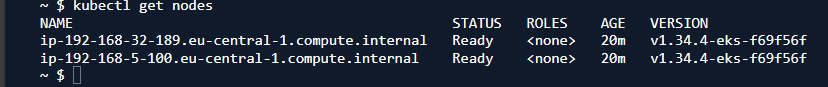 ~ $ kubectl get nodes
NAME STATUS ROLES AGE VERSION
ip-192-168-32-189.eu-central-1.compute.internal Ready <none> 20m v1.34.4-eks-f69f56f
ip-192-168-5-100.eu-central-1.compute.internal Ready <none> 20m v1.34.4-eks-f69f56f
~ $